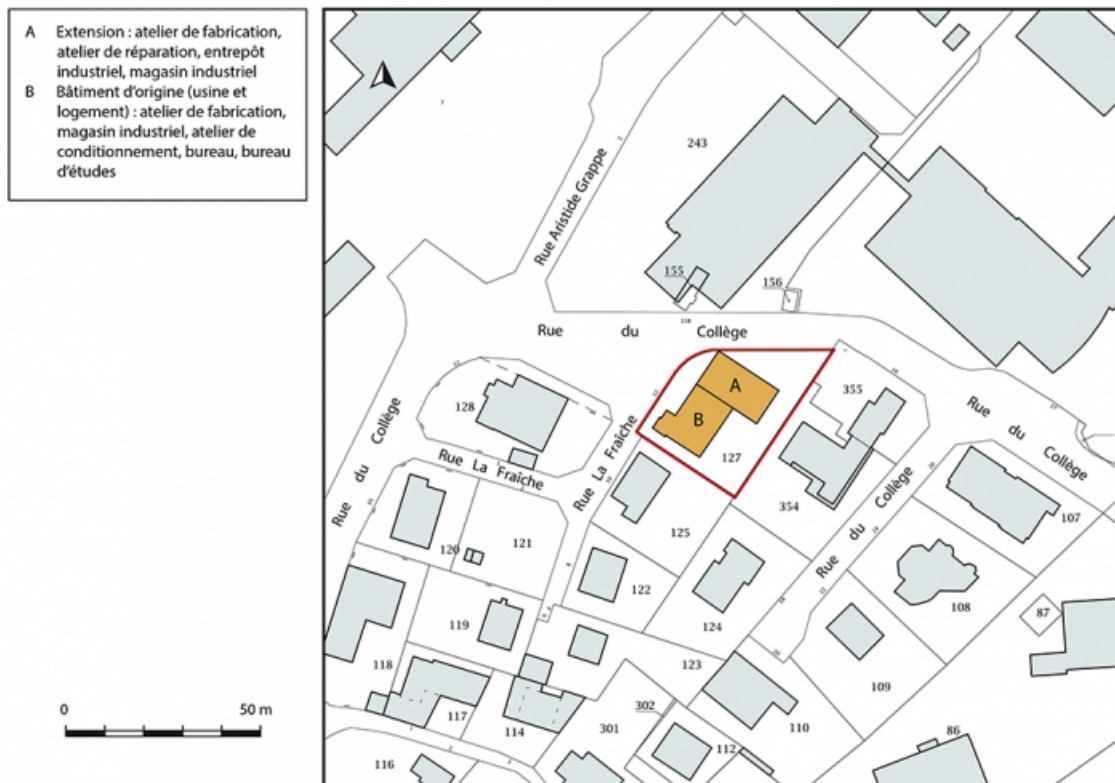 A Extension : atelier de fabrication,
atelier de réparation, entrepôt
industriel, magasin industriel
B Bâtiment d'origine (usine et
logement) : atelier de fabrication,
magasin industriel, atelier de
conditionnement, bureau, bureau
d'études
243
Rue Aristide Grappe
155
156
Rue du Collège
A
B
127
355
128
Rue du Collège
Rue La Fraîche
Rue La Fraîche
Rue du Collège
354
Rue du Collège
107
120
121
125
122
124
108
87
119
123
109
118
302
117
114
301
110
112
86
116
0 50 m